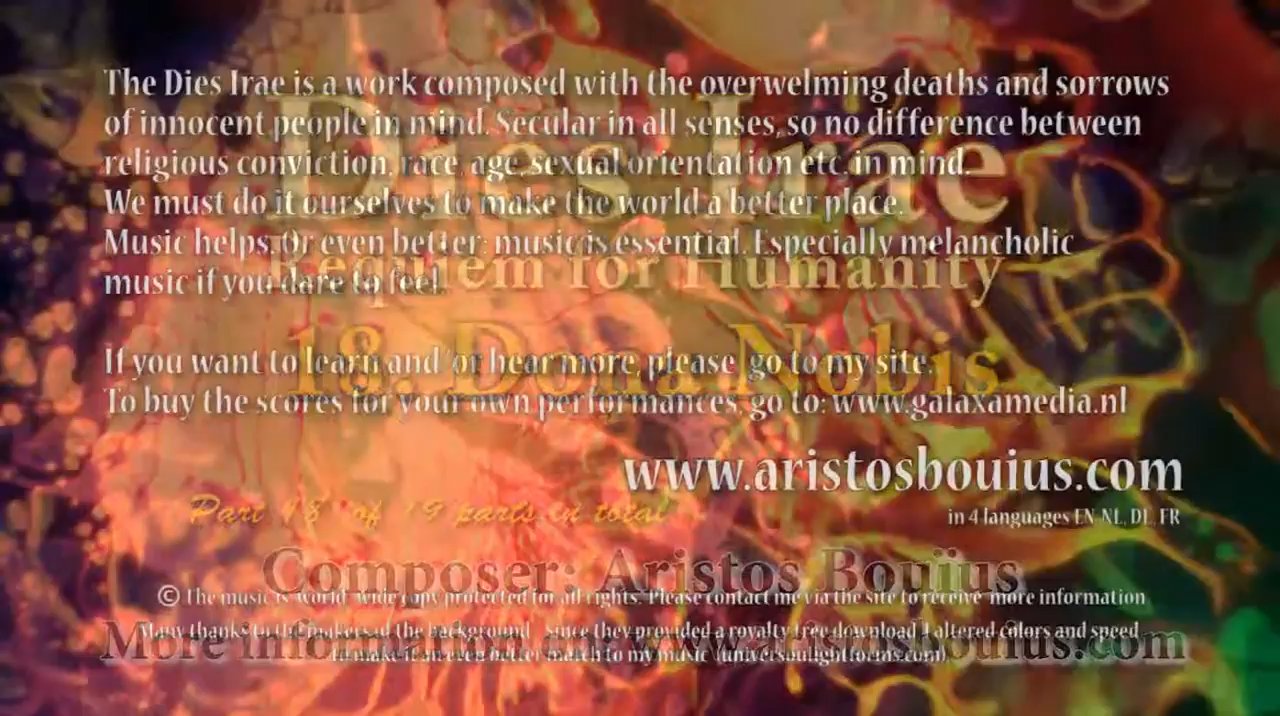 The Dies Irae is a work composed with the overwelming deaths and sorrows
of innocent people in mind. Secular in all senses, so no difference between
religious conviction, race, age, sexual orientation etc. in mind.
We must do it ourselves to make the world a better place.
Music helps. Or even better: music is essential. Especially melancholic
music if you dare to feel.
Dies Irae
Requiem for Humanity
18. Dona Nobis
If you want to learn and/or hear more, please go to my site.
To buy the scores for your own performances, go to: www.galaxamedia.nl
www.aristosbouius.com
in 4 languages EN, NL, DE, FR
Part 18 of 19 parts in total
Composer: Aristos Bouïus
© The music is world wide copy protected for all rights. Please contact me via the site to receive more information
Many thanks to the makers of the background since they provided a royalty free download. I altered colors and speed
to make it an even better match to my music (universoulightforms.com).
More information at www.aristosbouius.com